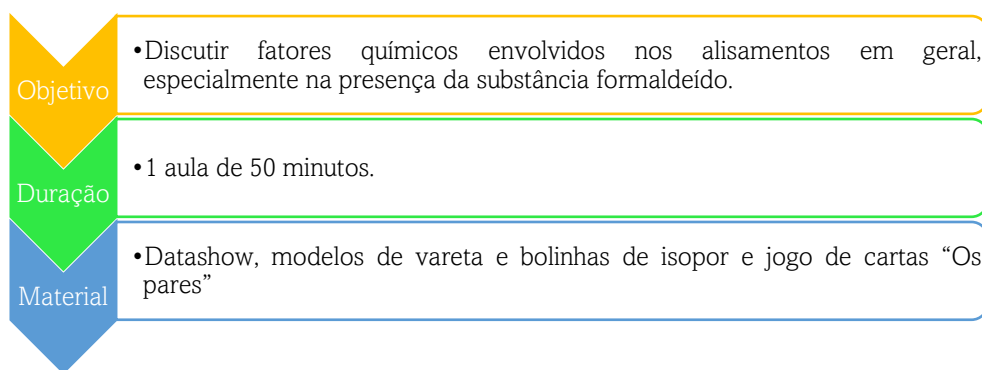 Objetivo
•Discutir fatores químicos envolvidos nos alisamentos em geral,
especialmente na presença da substância formaldeído.
Duração
•1 aula de 50 minutos.
Material
•Datashow, modelos de vareta e bolinhas de isopor e jogo de cartas “Os
pares”